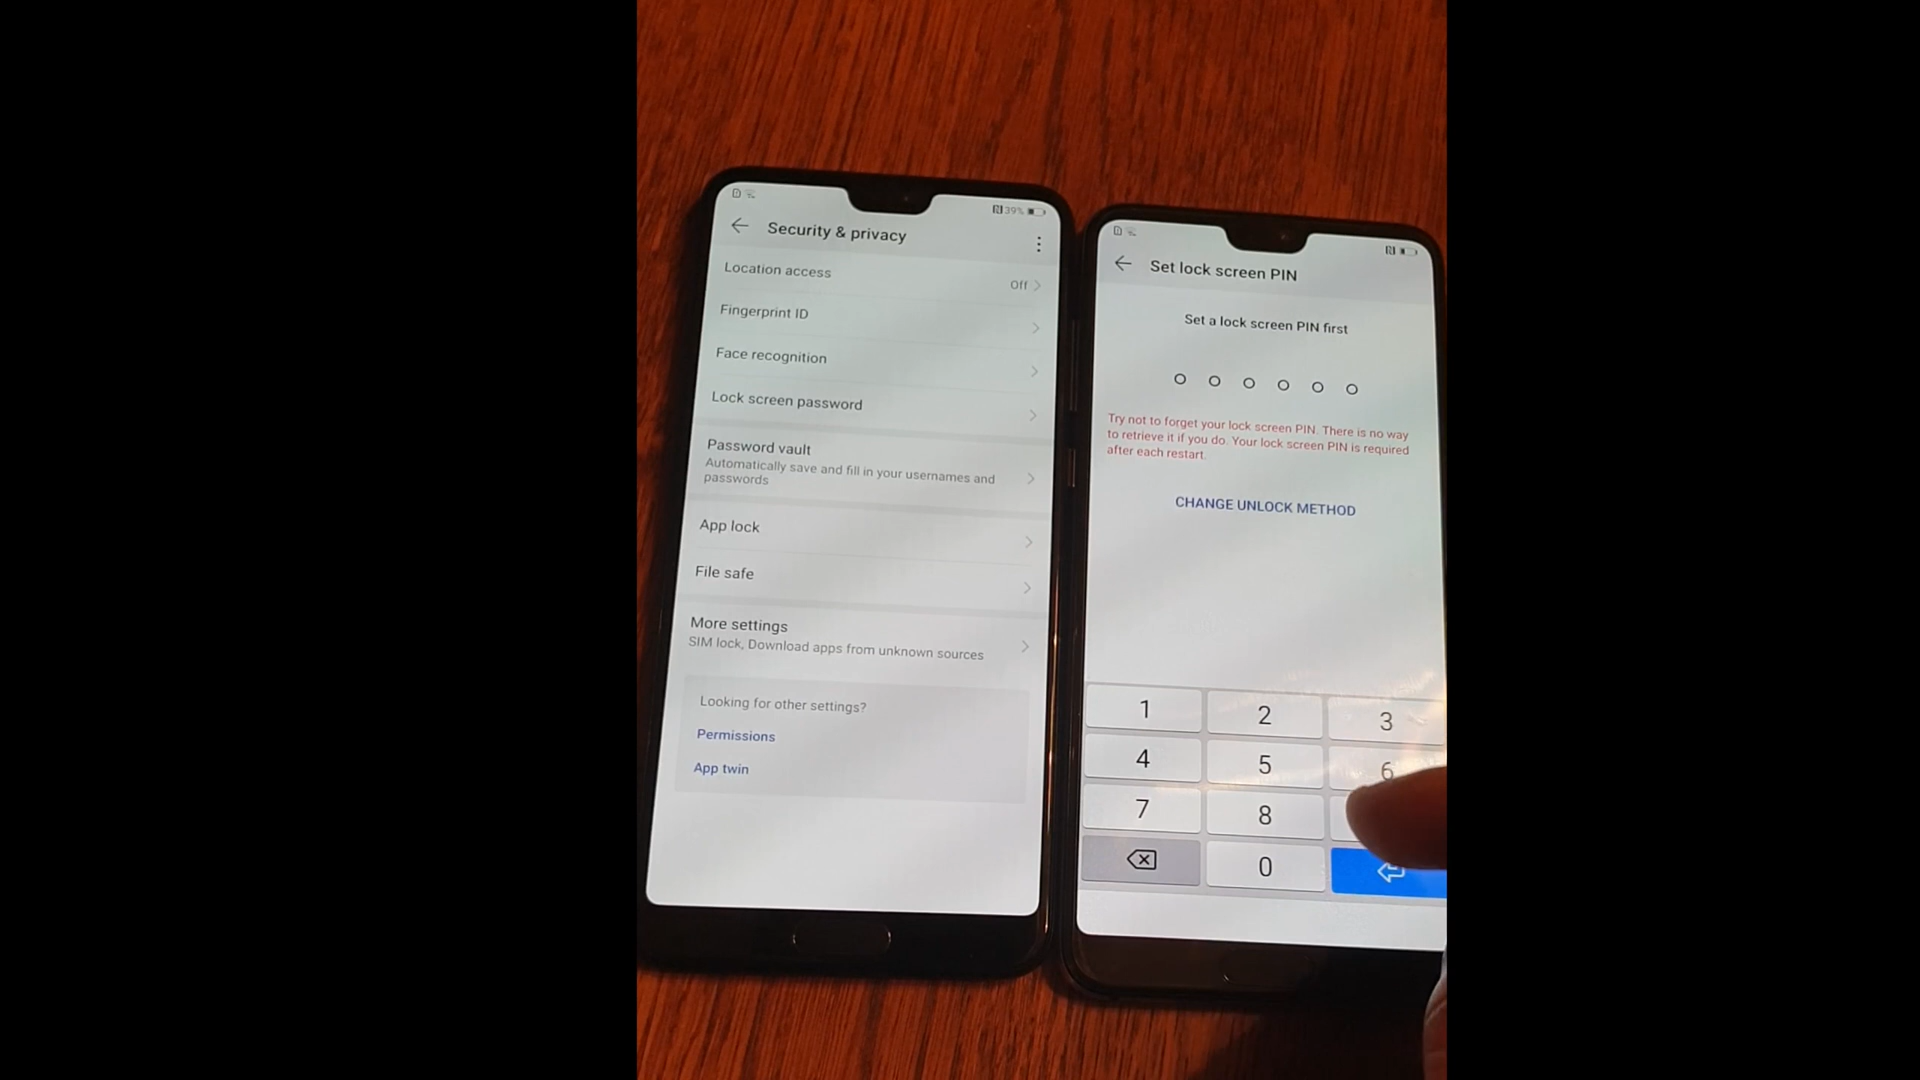 39%
Security & privacy
Location access
Off
Fingerprint ID
Face recognition
Lock screen password
Password vault
Automatically save and fill in your usernames and
passwords
App lock
File safe
More settings
SIM lock, Download apps from unknown sources
Looking for other settings?
Permissions
App twin
Set lock screen PIN
Set a lock screen PIN first
Try not to forget your lock screen PIN. There is no way
to retrieve it if you do. Your lock screen PIN is required
after each restart.
CHANGE UNLOCK METHOD
1 2 3
4 5 6
7 8
0